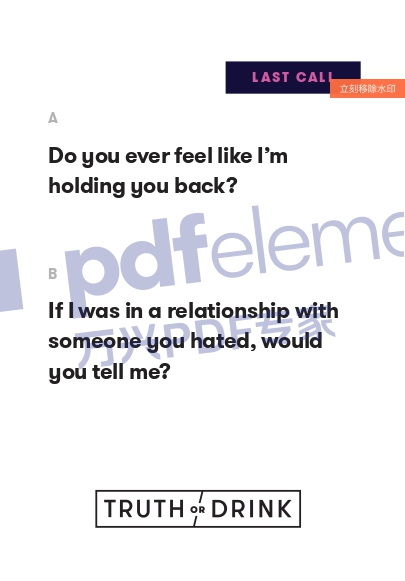 LAST CALL
立刻移除水印
A
Do you ever feel like I’m
holding you back?
pdfeleme
B
If I was in a relationship with
someone you hated, would
you tell me?
万兴PDF专家
TRUTH OR DRINK